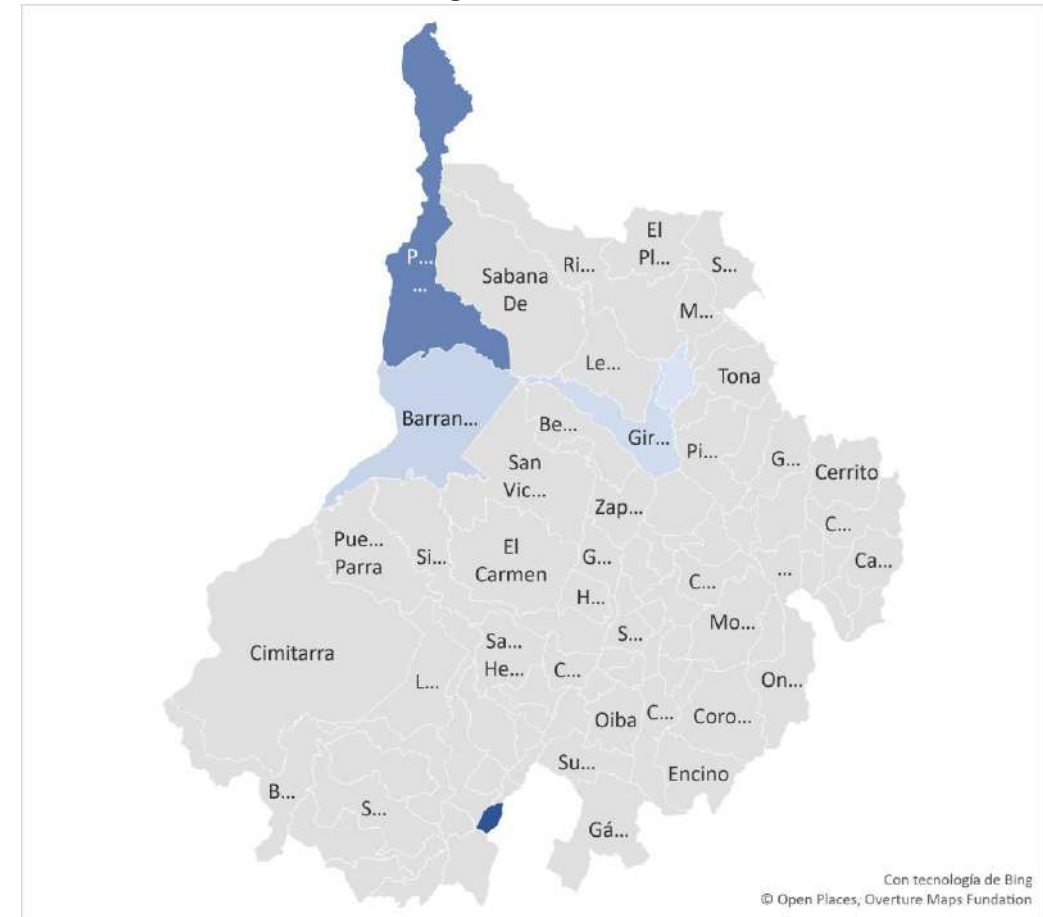 El
Pl...
P...
...
Sabana
De
Ri...
S...
M...
Le...
Tona
Barran...
Be...
Gir...
Pi...
G...
Cerrito
San
Vic...
Zap...
C...
Pue...
Parra
Si...
El
Carmen
G...
Ca...
C...
...
H...
Mo...
Cimitarra
Sa...
He...
S...
C...
L...
On...
Oiba
C...
Coro...
Su...
Encino
B...
S...
Gá...
Con tecnología de Bing
© Open Places, Overture Maps Fundation